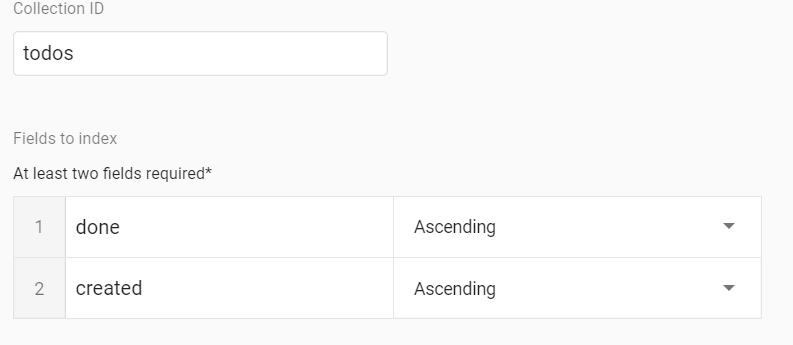 Collection ID
todos
Fields to index
At least two fields required*
1 done Ascending
2 created Ascending